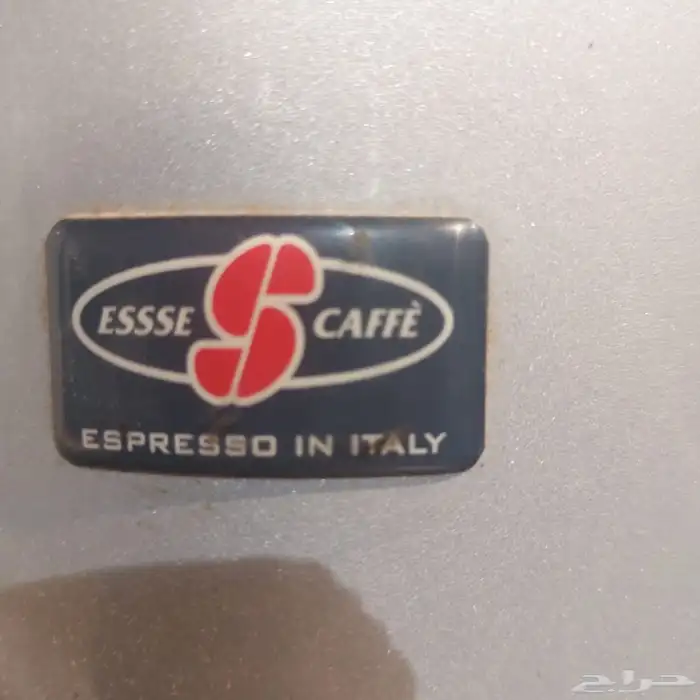 ESSSE CAFFÈ
ESPRESSO IN ITALY
حراج